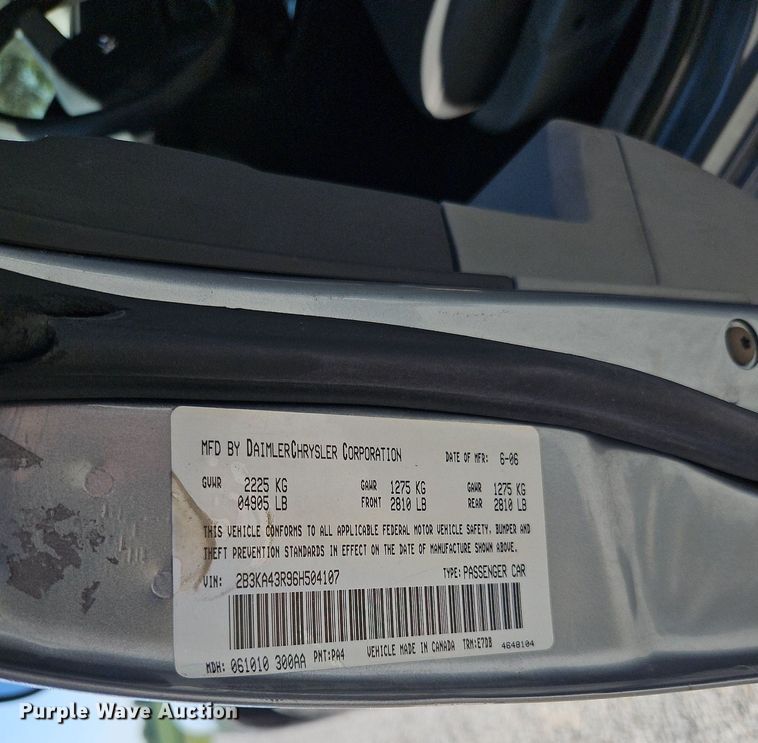 MFD BY DAIMLERCHRYSLER CORPORATION DATE OF MFR: 6-06
GVWR 2225 KG GAWR 1275 KG GAWR 1275 KG
04905 LB FRONT 2810 LB REAR 2810 LB
THIS VEHICLE CONFORMS TO ALL APPLICABLE FEDERAL MOTOR VEHICLE SAFETY, BUMPER AND
THEFT PREVENTION STANDARDS IN EFFECT ON THE DATE OF MANUFACTURE SHOWN ABOVE.
VIN: 2B3KA43R96H504107 TYPE: PASSENGER CAR
MDH: 061010 300AA PNT: PA4 VEHICLE MADE IN CANADA TRM: E7DB 4648104
Purple Wave Auction